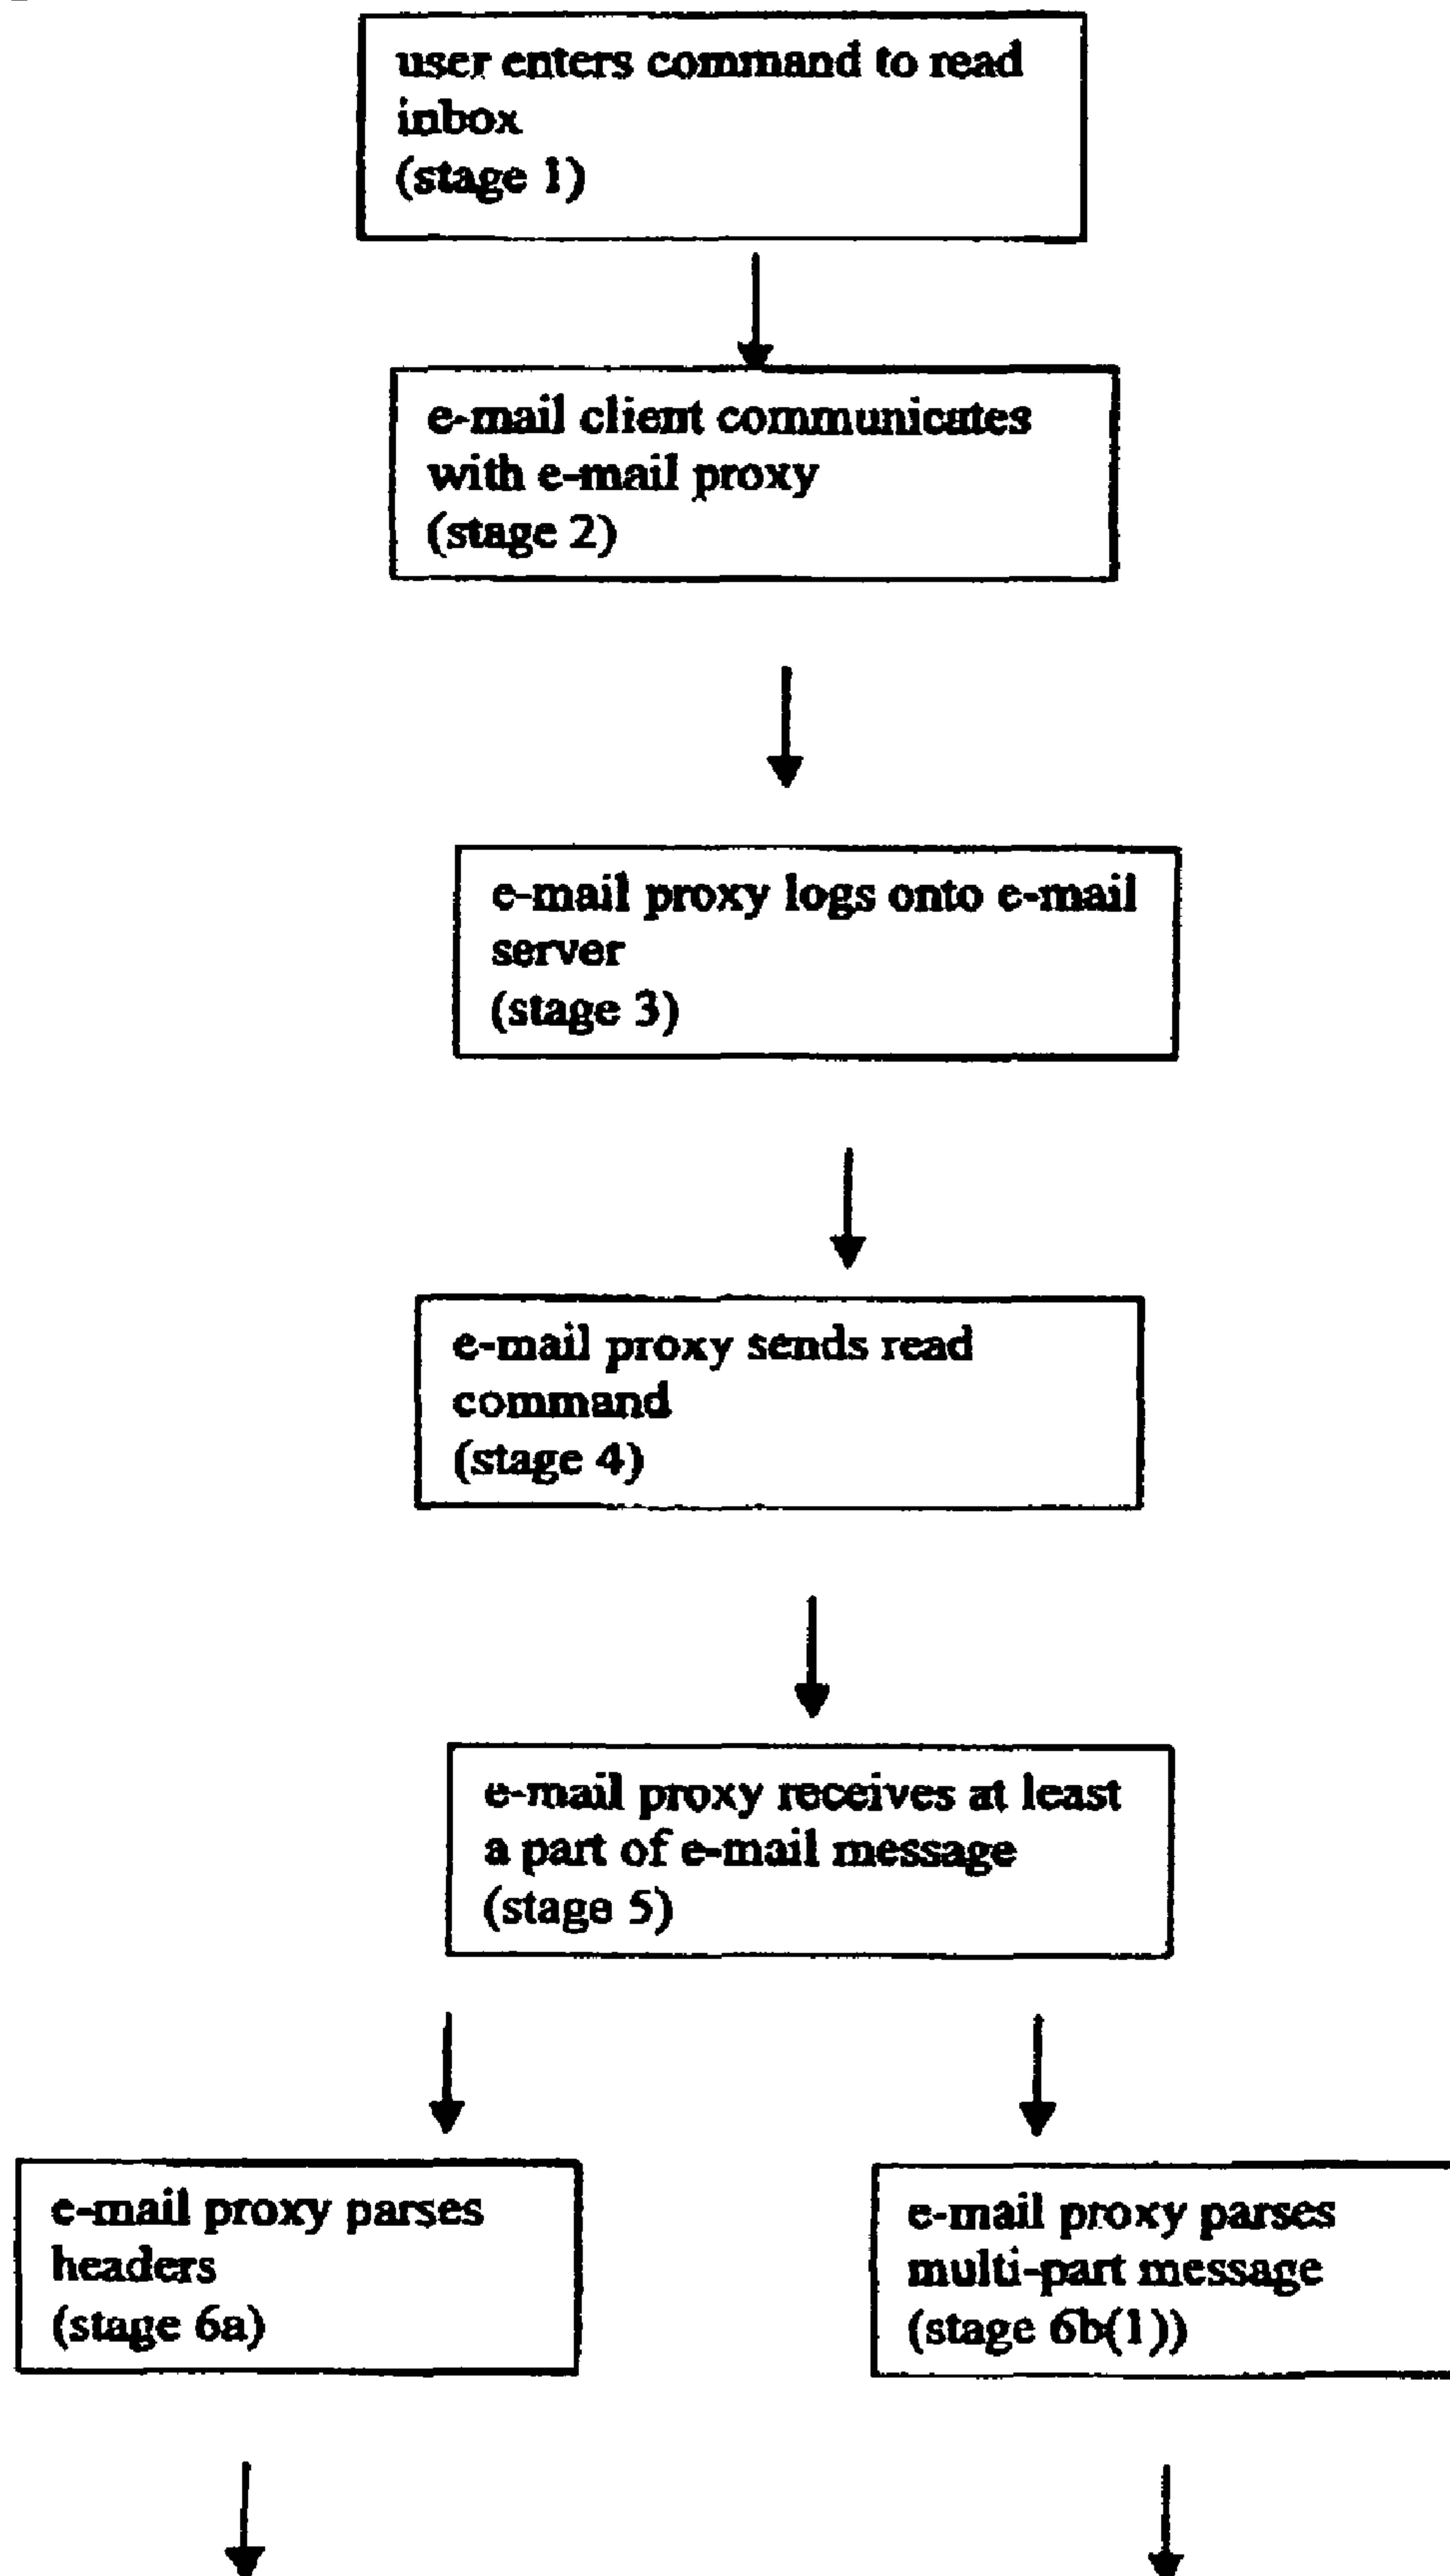 user enters command to read
inbox
(stage 1)
e-mail client communicates
with e-mail proxy
(stage 2)
e-mail proxy logs onto e-mail
server
(stage 3)
e-mail proxy sends read
command
(stage 4)
e-mail proxy receives at least
a part of e-mail message
(stage 5)
e-mail proxy parses
headers
(stage 6a)
e-mail proxy parses
multi-part message
(stage 6b(1))